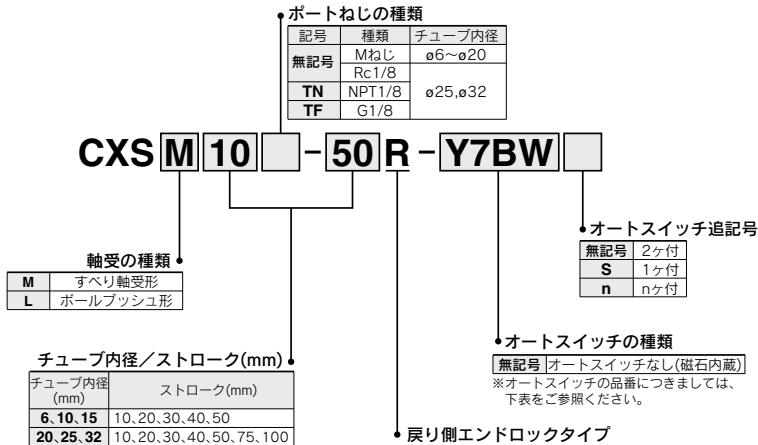 ポートねじの種類
記号 種類 チューブ内径
無記号 Mねじ ø6～ø20
Rc1/8 ø25,ø32
TN NPT1/8
TF G1/8
CXS M 10 - 50 R - Y7BW
オートスイッチ追記号
無記号 2ヶ付
S 1ヶ付
n nヶ付
軸受の種類
M すべり軸受形
L ボールブッシュ形
オートスイッチの種類
無記号 オートスイッチなし(磁石内蔵)
※オートスイッチの品番につきましては、
下表をご参照ください。
チューブ内径／ストローク(mm)
チューブ内径(mm) ストローク(mm)
6、10、15 10、20、30、40、50
20、25、32 10、20、30、40、50、75、100
戻り側エンドロックタイプ